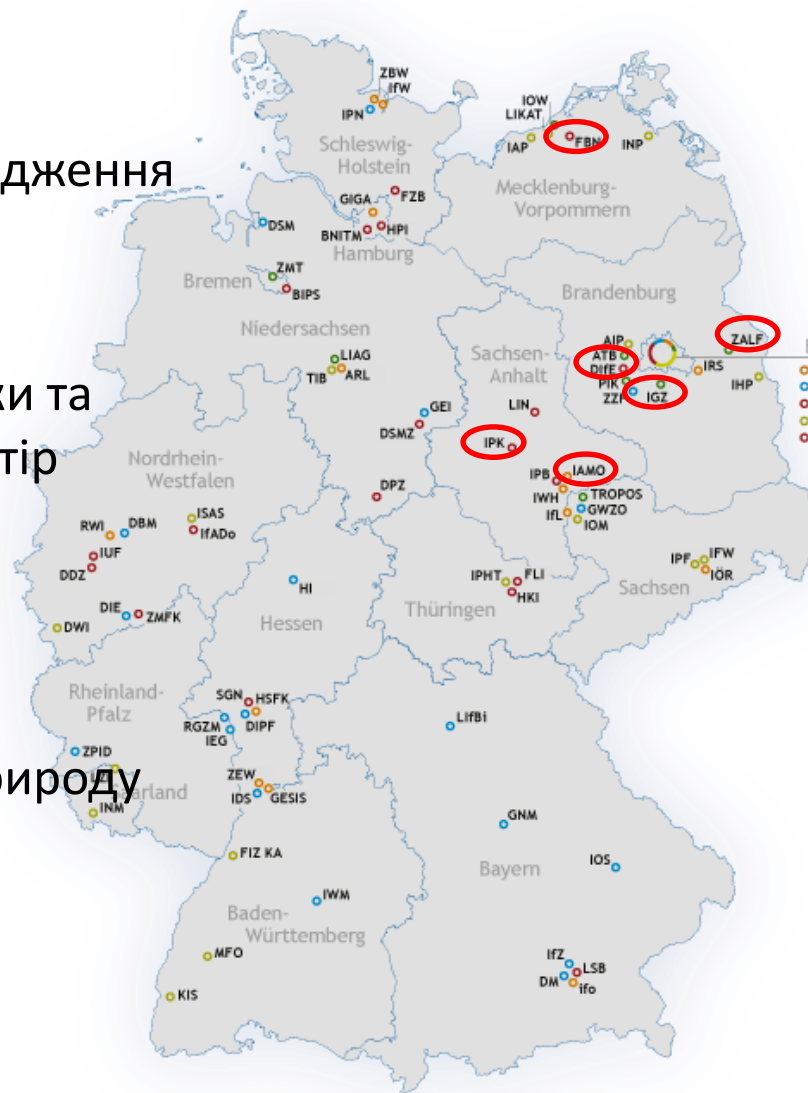 ZBW
IfW
IPN
IOW
LIKAT
IAP
FBN
INP
Schleswig-
Holstein
дження
Mecklenburg-
Vorpommern
FZB
GIGA
DSM
BNITM
HPI
Hamburg
ZMT
Bremen
BIPS
Brandenburg
Niedersachsen
ZALF
AIP
ATB
DIfE
LIAG
TIB
ARL
Sachsen-
Anhalt
IRS
PIK
IGZ
IHP
ки та
GEI
LIN
DSMZ
IPK
тір
Nordrhein-
Westfalen
IPB
IAMO
DPZ
IWH
TROPOS
GWZO
IfL
IOM
ISAS
RWI
DBM
IfADo
IUF
DDZ
IPF
IFW
IÖR
IPHT
FLI
HKI
HI
Sachsen
DIE
ZMFK
DWI
Hessen
Thüringen
Rheinland-
Pfalz
SGN
HSFK
RGZM
DIPF
IEG
LIfBi
ZPID
рироду
Saarland
ZEW
IDS
GESIS
INM
GNM
FIZ KA
IOS
Bayern
IWM
Baden-
Württemberg
MFO
IfZ
LSB
DM
ifo
KIS